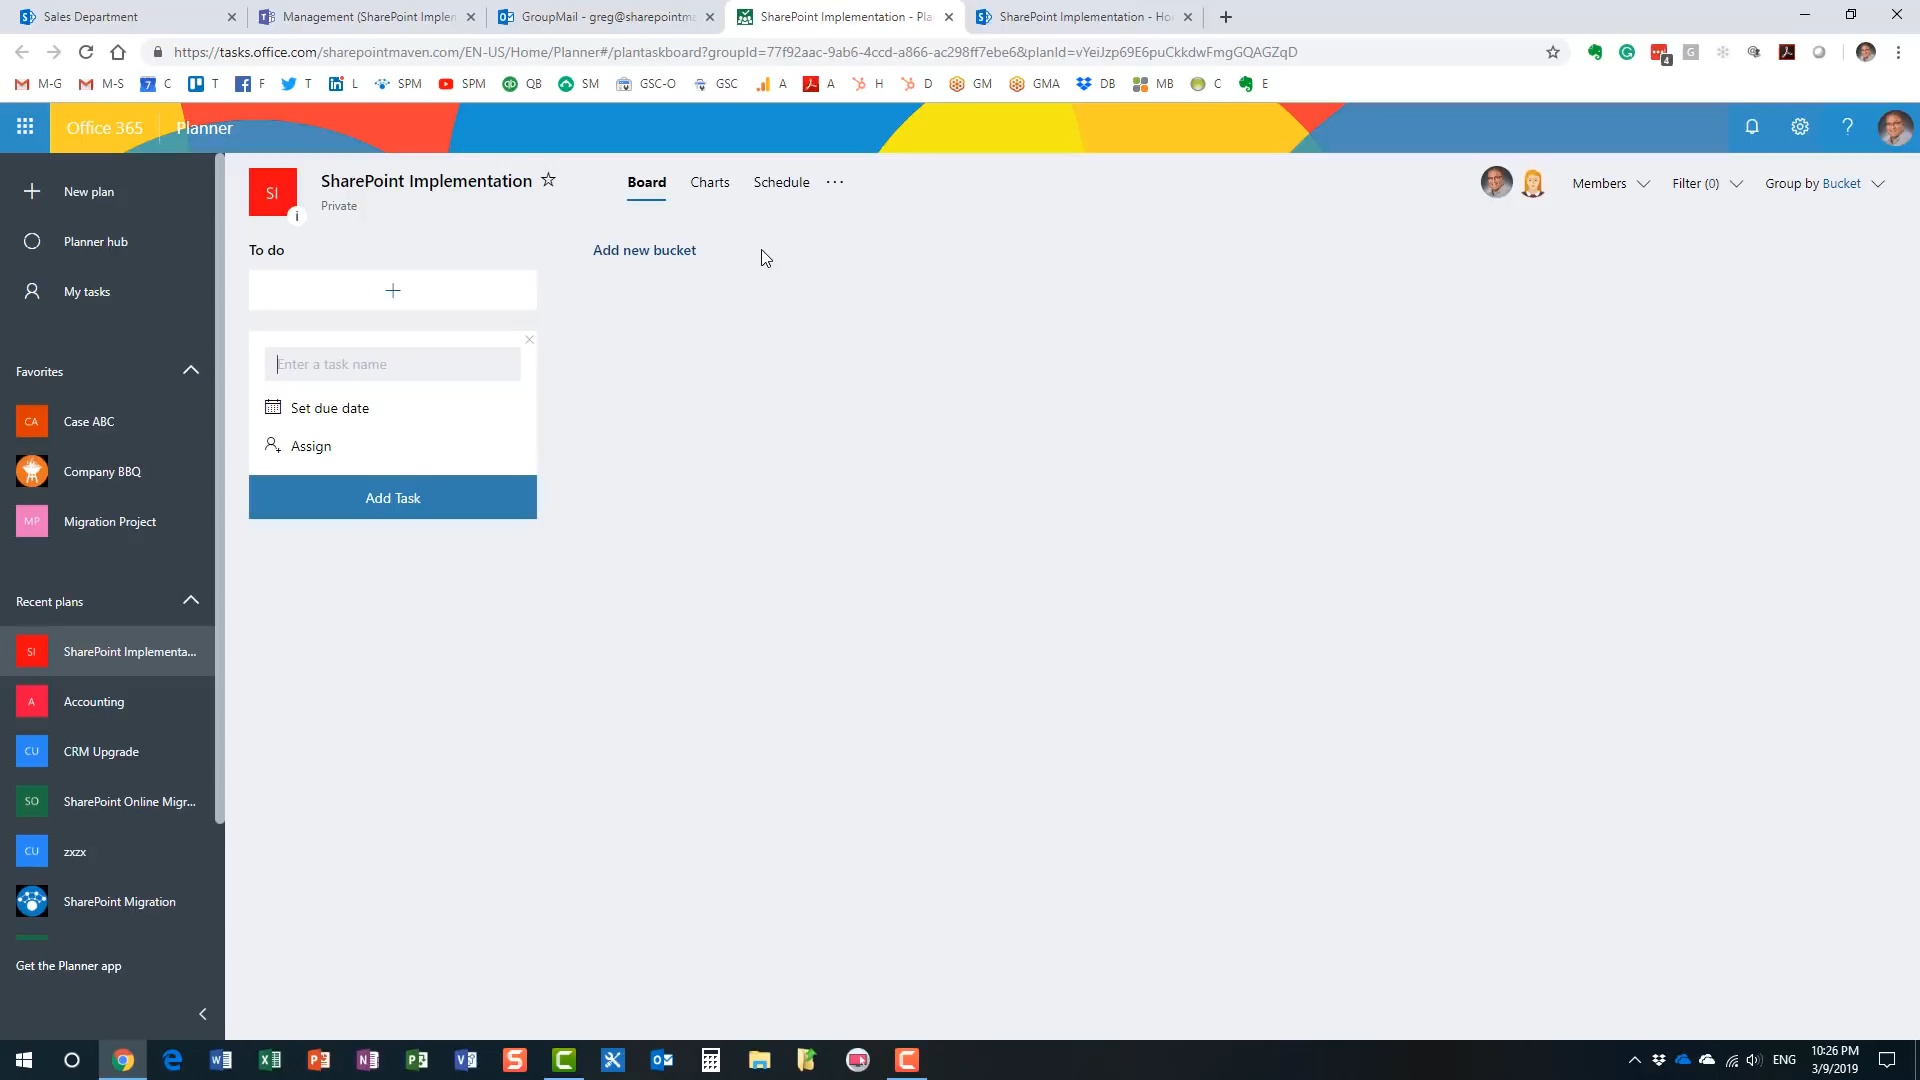 Sales Department
Management (SharePoint Implen
GroupMail - greg@sharepointma
SharePoint Implementation - Pla
SharePoint Implementation - Ho
https://tasks.office.com/sharepointmaven.com/EN-US/Home/Planner#/plantaskboard?groupId=77f92aac-9ab6-4ccd-a866-ac298ff7ebe6&planId=vYeiJzp69E6puCkkdwFmgGQAGZqD
4
G
M-G
M-S
7 C
T
F
T
L
SPM
SPM
QB
SM
GSC-O
GSC
A
A
H
D
GM
GMA
DB
MB
C
E
Office 365
Planner
New plan
Planner hub
My tasks
Favorites
CA Case ABC
Company BBQ
MP Migration Project
Recent plans
SI SharePoint Implementa...
A Accounting
CU CRM Upgrade
SO SharePoint Online Migr...
CU zxzx
SharePoint Migration
Get the Planner app
SI
i
SharePoint Implementation
Private
Board
Charts
Schedule
...
Members
Filter (0)
Group by Bucket
To do
Add new bucket
Enter a task name
Set due date
Assign
Add Task
ENG
10:26 PM
3/9/2019